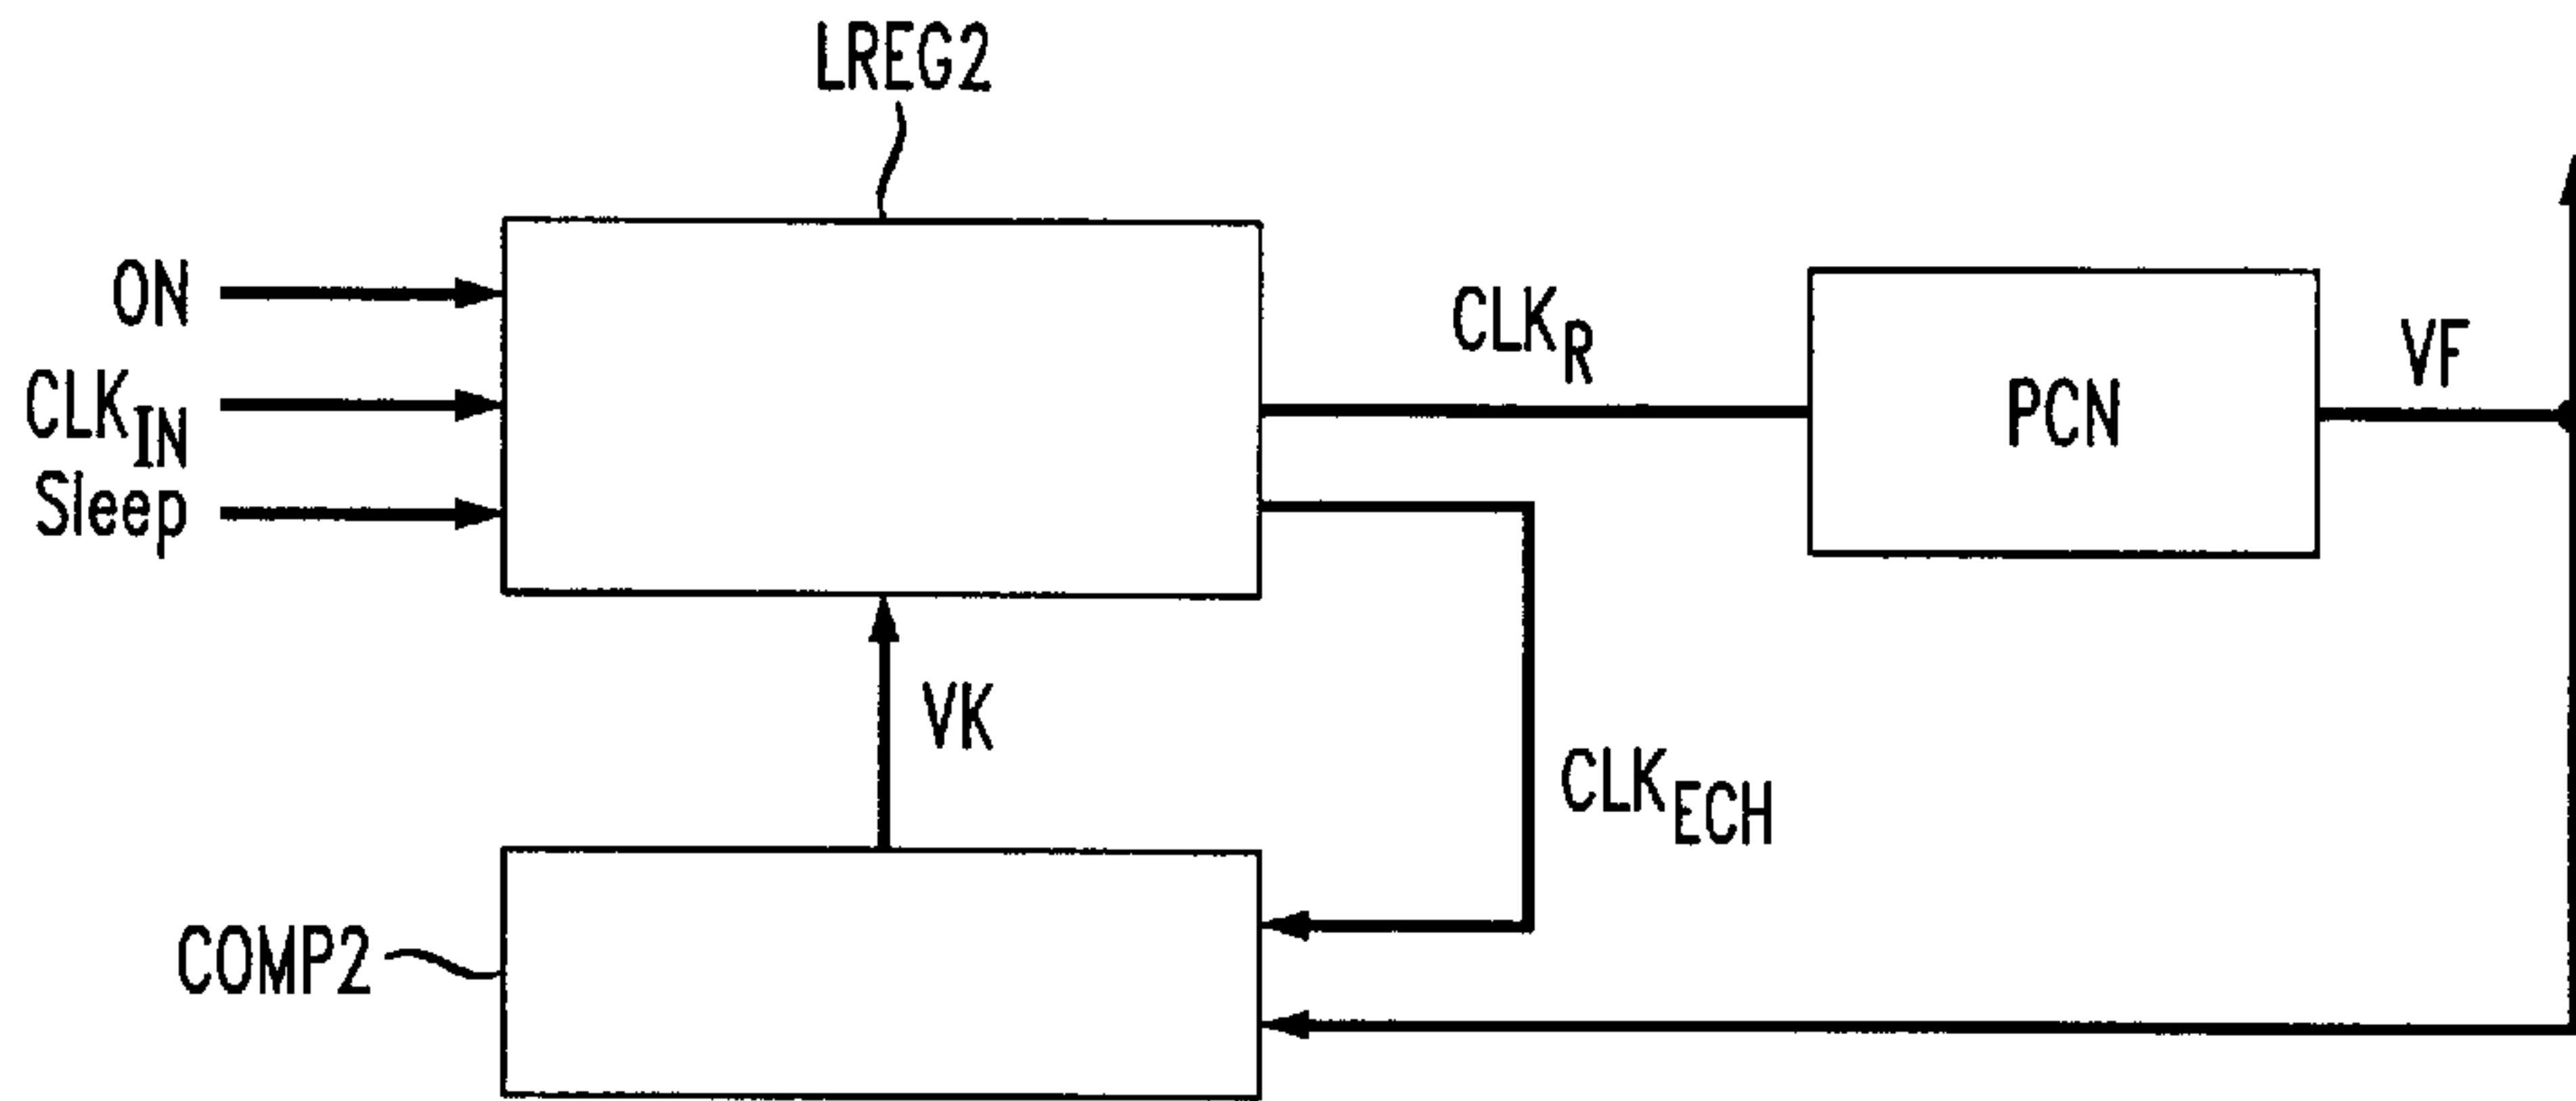 LREG2
ON
CLK_IN
Sleep
CLK_R
PCN
VF
VK
CLK_ECH
COMP2